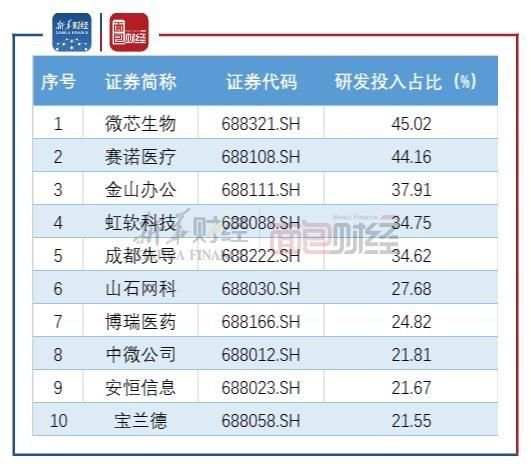 新华财经
XINHUA FINANCE
面包财经
序号 证券简称 证券代码 研发投入占比（%）
1 微芯生物 688321.SH 45.02
2 赛诺医疗 688108.SH 44.16
3 金山办公 688111.SH 37.91
4 虹软科技 688088.SH 34.75
5 成都先导 688222.SH 34.62
6 山石网科 688030.SH 27.68
7 博瑞医药 688166.SH 24.82
8 中微公司 688012.SH 21.81
9 安恒信息 688023.SH 21.67
10 宝兰德 688058.SH 21.55
新华财经
XINHUA FINANCE
Bread Finance
面包财经